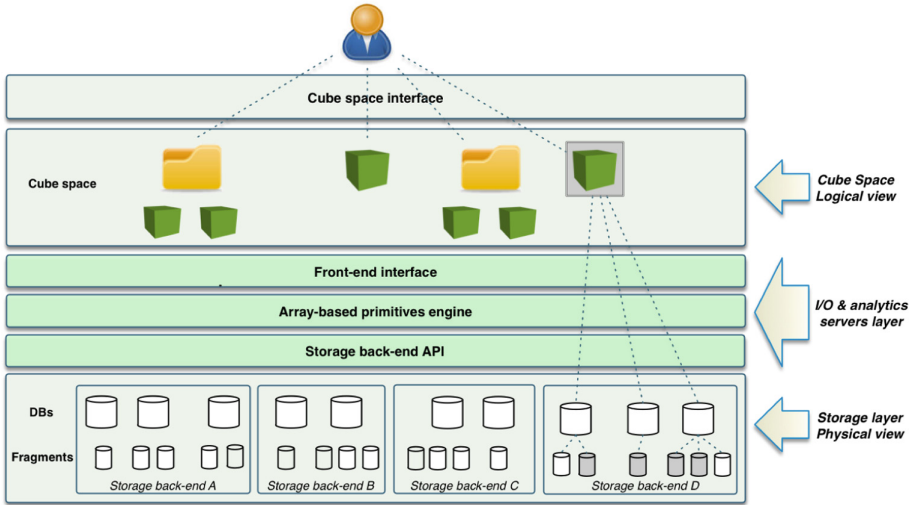 Cube space interface
Cube space
Cube Space
Logical view
Front-end interface
Array-based primitives engine
Storage back-end API
I/O & analytics
servers layer
DBs
Fragments
Storage back-end A
Storage back-end B
Storage back-end C
Storage back-end D
Storage layer
Physical view